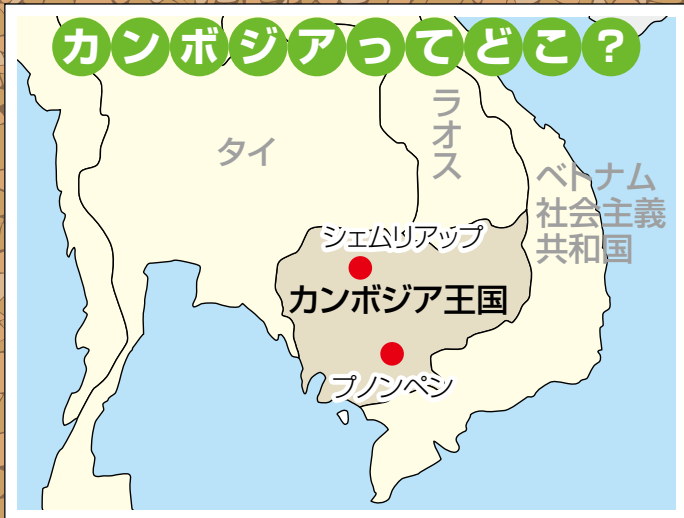 カンボジアってどこ？
タイ
ラオス
ベトナム
社会主義
共和国
シェムリアップ
カンボジア王国
プノンペン